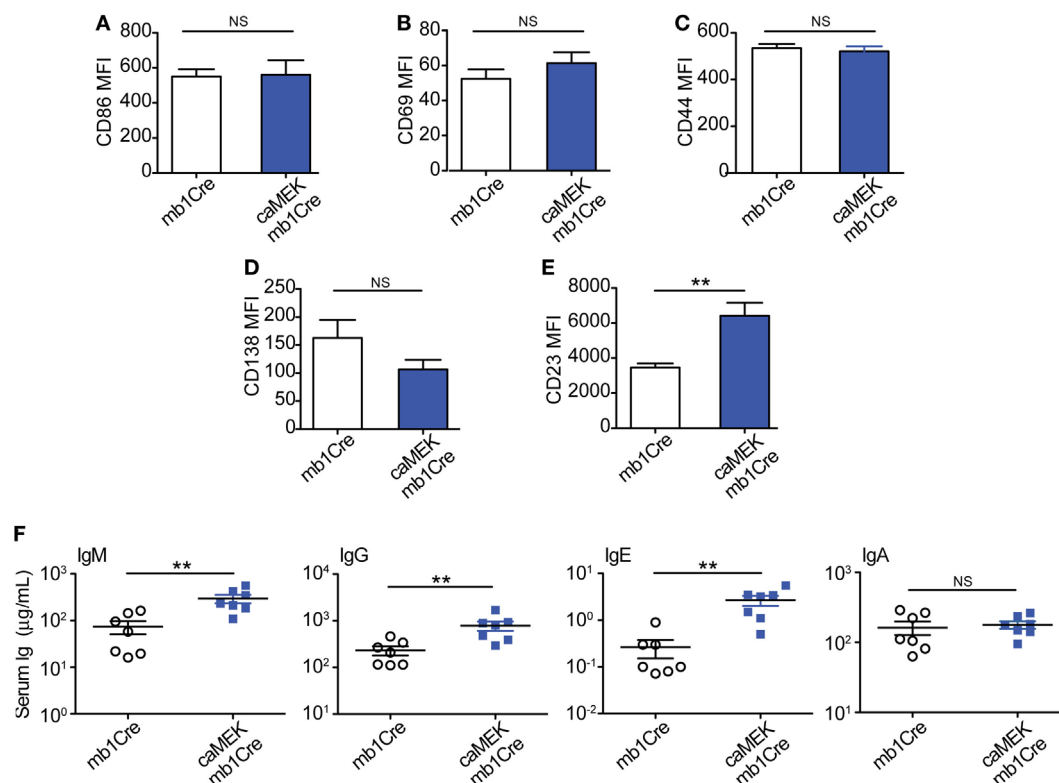 A
NS
CD86 MFI
800
600
400
200
0
mb1Cre
caMEK
mb1Cre
B
NS
CD69 MFI
80
60
40
20
0
mb1Cre
caMEK
mb1Cre
C
NS
CD44 MFI
600
400
200
0
mb1Cre
caMEK
mb1Cre
D
NS
CD138 MFI
250
200
150
100
50
0
mb1Cre
caMEK
mb1Cre
E
**
CD23 MFI
8000
6000
4000
2000
0
mb1Cre
caMEK
mb1Cre
F
Serum Ig (μg/mL)
IgM
**
10³
10²
10¹
10⁰
mb1Cre
caMEK
mb1Cre
IgG
**
10⁴
10³
10²
10¹
mb1Cre
caMEK
mb1Cre
IgE
**
10¹
10⁰
10⁻¹
10⁻²
mb1Cre
caMEK
mb1Cre
IgA
NS
10³
10²
10¹
mb1Cre
caMEK
mb1Cre